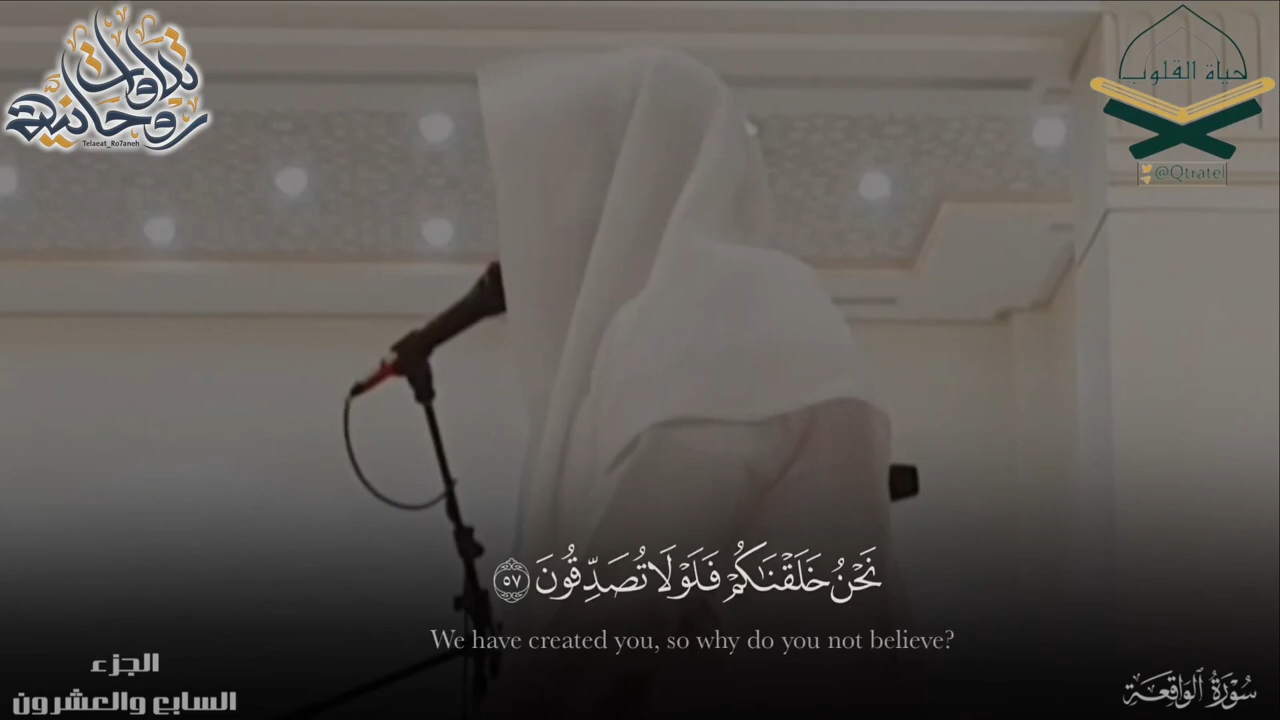 تلاوات
روحانية
Telaeat_Ro7aneh
حياة القلوب
@Qtratel
نَحْنُ خَلَقْنَٰكُمْ فَلَوْلَا تُصَدِّقُونَ ٥٧
We have created you, so why do you not believe?
الجزء
السابع والعشرون
سُورَةُ الوَاقِعَةِ